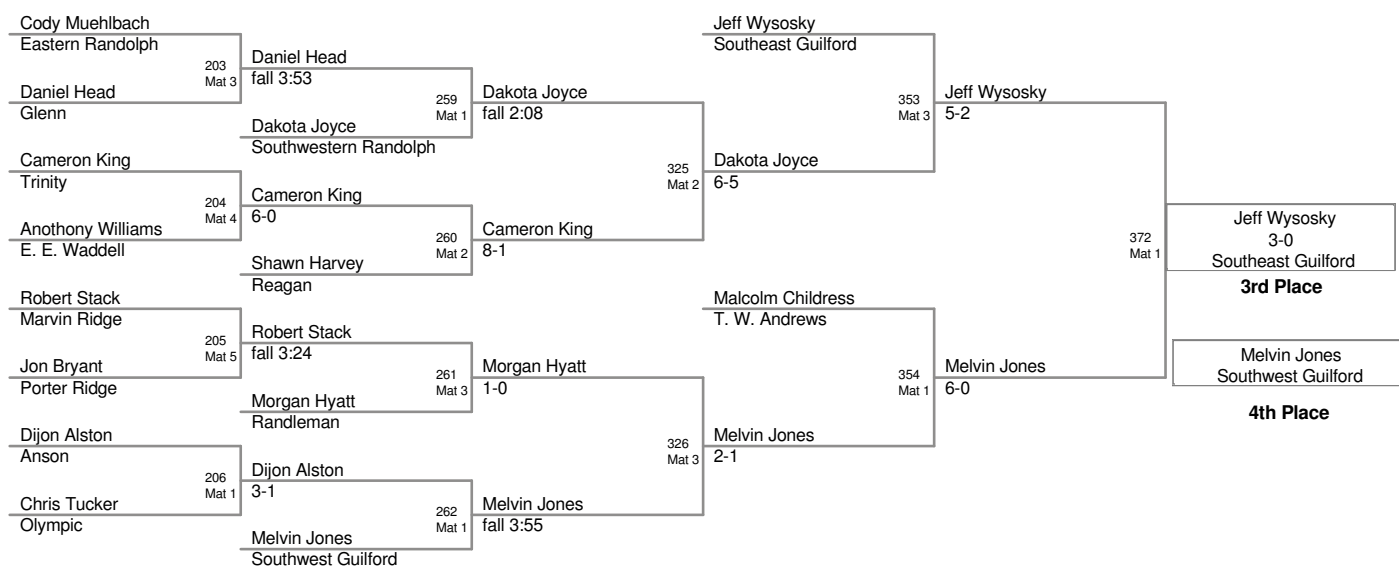 Cody Muehlbach
Eastern Randolph
203
Mat 3
Daniel Head
Glenn
Daniel Head
fall 3:53
Cameron King
Trinity
204
Mat 4
Anothony Williams
E. E. Waddell
Cameron King
6-0
Robert Stack
Marvin Ridge
205
Mat 5
Jon Bryant
Porter Ridge
Robert Stack
fall 3:24
Dijon Alston
Anson
206
Mat 1
Chris Tucker
Olympic
Dijon Alston
3-1
259
Mat 1
Dakota Joyce
Southwestern Randolph
Dakota Joyce
fall 2:08
260
Mat 2
Shawn Harvey
Reagan
Cameron King
8-1
261
Mat 3
Morgan Hyatt
Randleman
Morgan Hyatt
1-0
262
Mat 1
Melvin Jones
Southwest Guilford
Melvin Jones
fall 3:55
325
Mat 2
Dakota Joyce
6-5
326
Mat 3
Melvin Jones
2-1
Jeff Wysosky
Southeast Guilford
353
Mat 3
Jeff Wysosky
5-2
Malcolm Childress
T. W. Andrews
354
Mat 1
Melvin Jones
6-0
372
Mat 1
Jeff Wysosky
3-0
Southeast Guilford
3rd Place
Melvin Jones
Southwest Guilford
4th Place